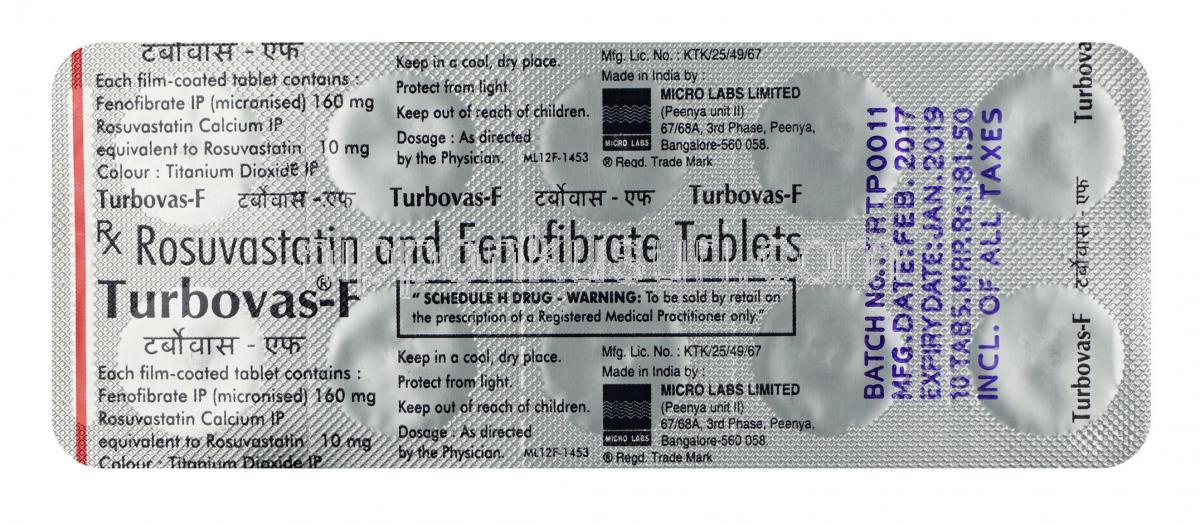 टर्बोवास - एफ
Each film-coated tablet contains :
Fenofibrate IP (micronised) 160 mg
Rosuvastatin Calcium IP
equivalent to Rosuvastatin 10 mg
Colour : Titanium Dioxide IP
Keep in a cool, dry place.
Protect from light.
Keep out of reach of children.
Dosage : As directed
by the Physician. ML12F-1453
Mfg. Lic. No. : KTK/25/49/67
Made in India by :
MICRO LABS
MICRO LABS LIMITED
(Peenya unit II)
67/68A, 3rd Phase, Peenya,
Bangalore-560 058.
® Regd. Trade Mark
Turbovas-F टर्बोवास -एफ Turbovas-F टर्बोवास - एफ Turbovas-F
Rx Rosuvastatin and Fenofibrate Tablets
Turbovas®-F
" SCHEDULE H DRUG - WARNING: To be sold by retail on
the prescription of a Registered Medical Practitioner only."
टर्बोवास - एफ
Each film-coated tablet contains :
Fenofibrate IP (micronised) 160 mg
Rosuvastatin Calcium IP
equivalent to Rosuvastatin 10 mg
Colour : Titanium Dioxide IP
Keep in a cool, dry place.
Protect from light.
Keep out of reach of children.
Dosage : As directed
by the Physician. ML12F-1453
Mfg. Lic. No. : KTK/25/49/67
Made in India by :
MICRO LABS
MICRO LABS LIMITED
(Peenya unit II)
67/68A, 3rd Phase, Peenya,
Bangalore-560 058.
® Regd. Trade Mark
BATCH No.:TRTP0011
MFG.DATE:FEB.2017
EXPIRYDATE:JAN.2019
10 TABS.MRP.Rs.181.50
INCL.OF ALL TAXES
Turbovas-F टर्बोवास - एफ Turbova